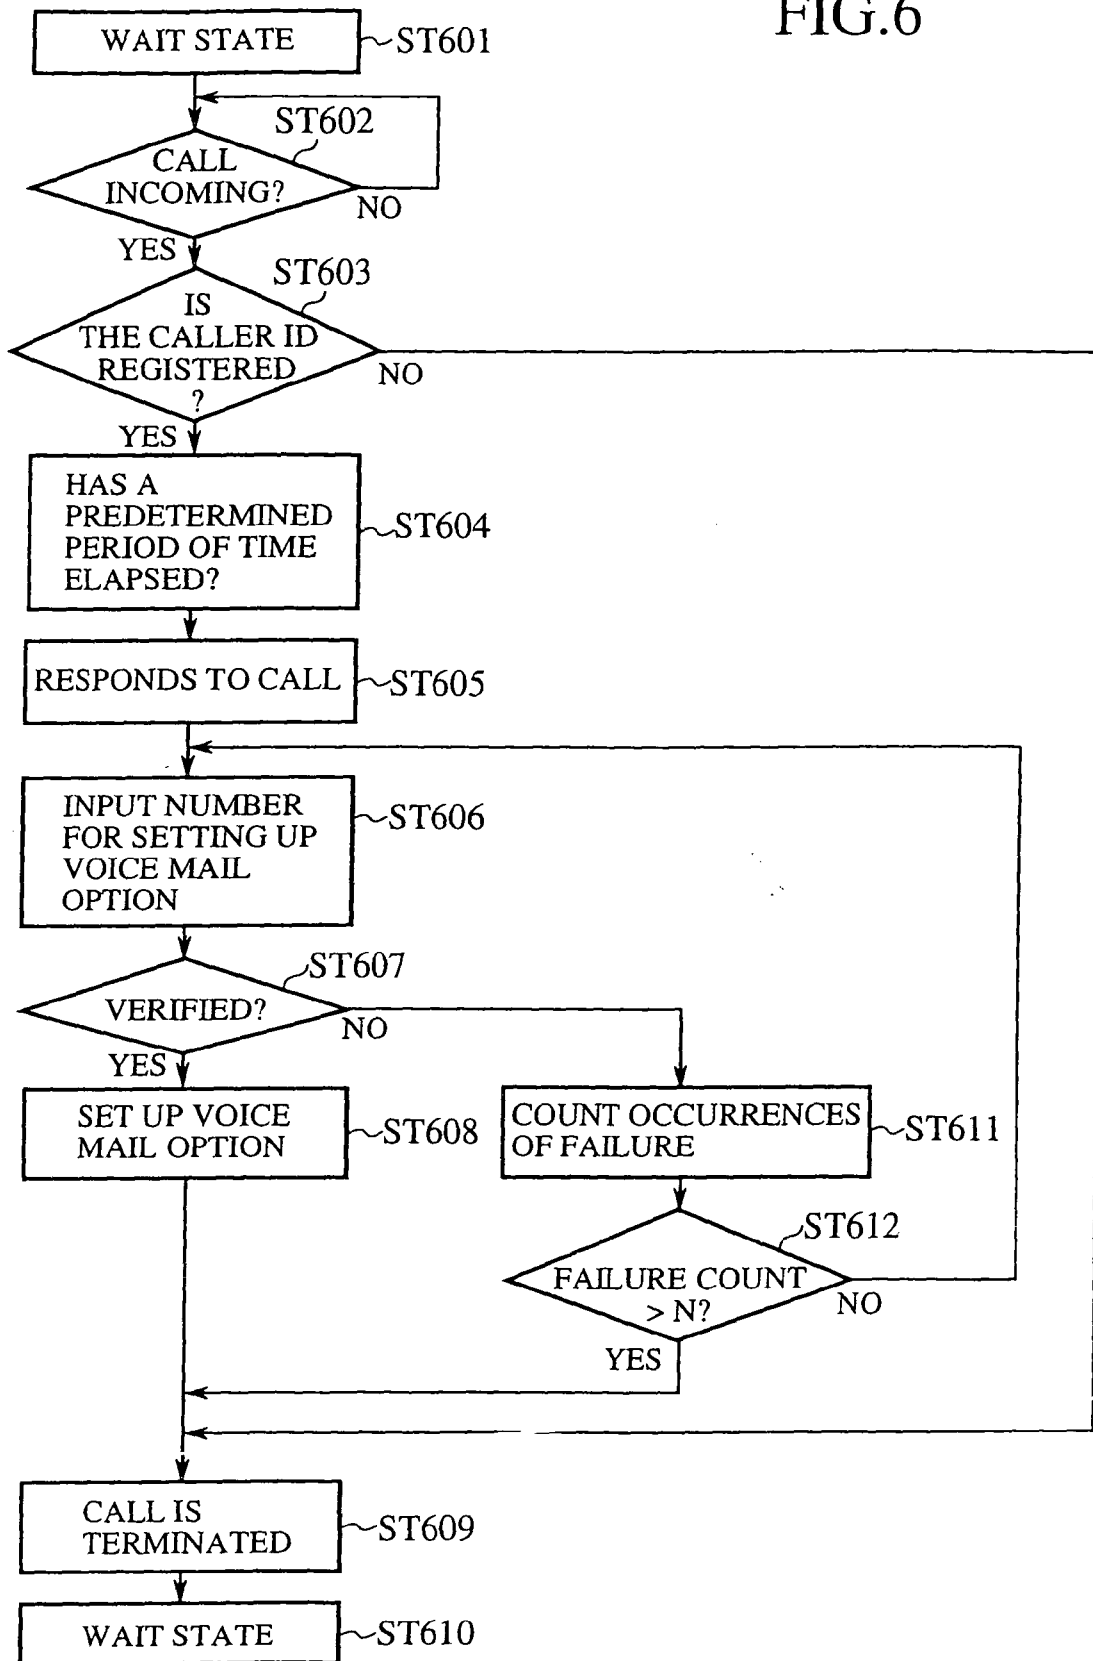 FIG.6
WAIT STATE
ST601
ST602
CALL
INCOMING?
NO
YES
ST603
IS
THE CALLER ID
REGISTERED
?
NO
YES
HAS A
PREDETERMINED
PERIOD OF TIME
ELAPSED?
ST604
RESPONDS TO CALL
ST605
INPUT NUMBER
FOR SETTING UP
VOICE MAIL
OPTION
ST606
ST607
VERIFIED?
NO
YES
SET UP VOICE
MAIL OPTION
ST608
COUNT OCCURRENCES
OF FAILURE
ST611
ST612
FAILURE COUNT
> N?
NO
YES
CALL IS
TERMINATED
ST609
WAIT STATE
ST610